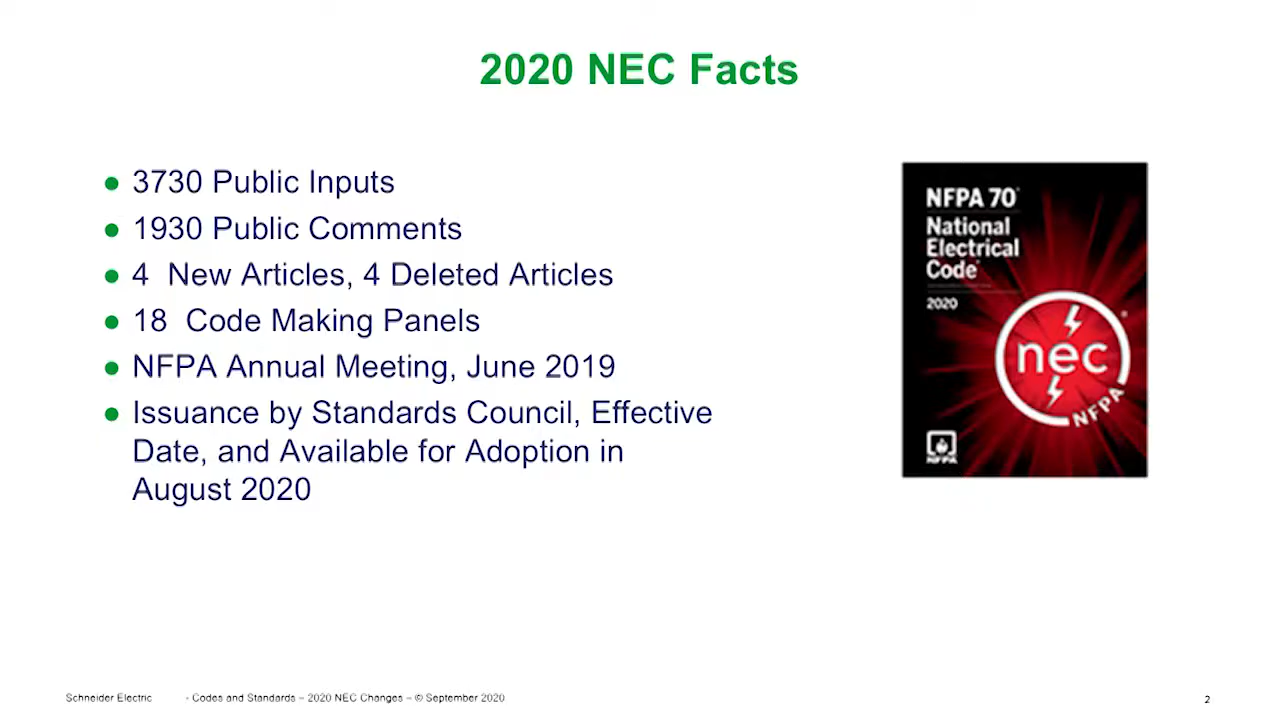 2020 NEC Facts
● 3730 Public Inputs
● 1930 Public Comments
● 4  New Articles, 4 Deleted Articles
● 18  Code Making Panels
● NFPA Annual Meeting, June 2019
● Issuance by Standards Council, Effective
Date, and Available for Adoption in
August 2020
NFPA 70®
National
Electrical
Code®
2020
nec®
NFPA
NFPA
Schneider Electric - Codes and Standards – 2020 NEC Changes – © September 2020
2